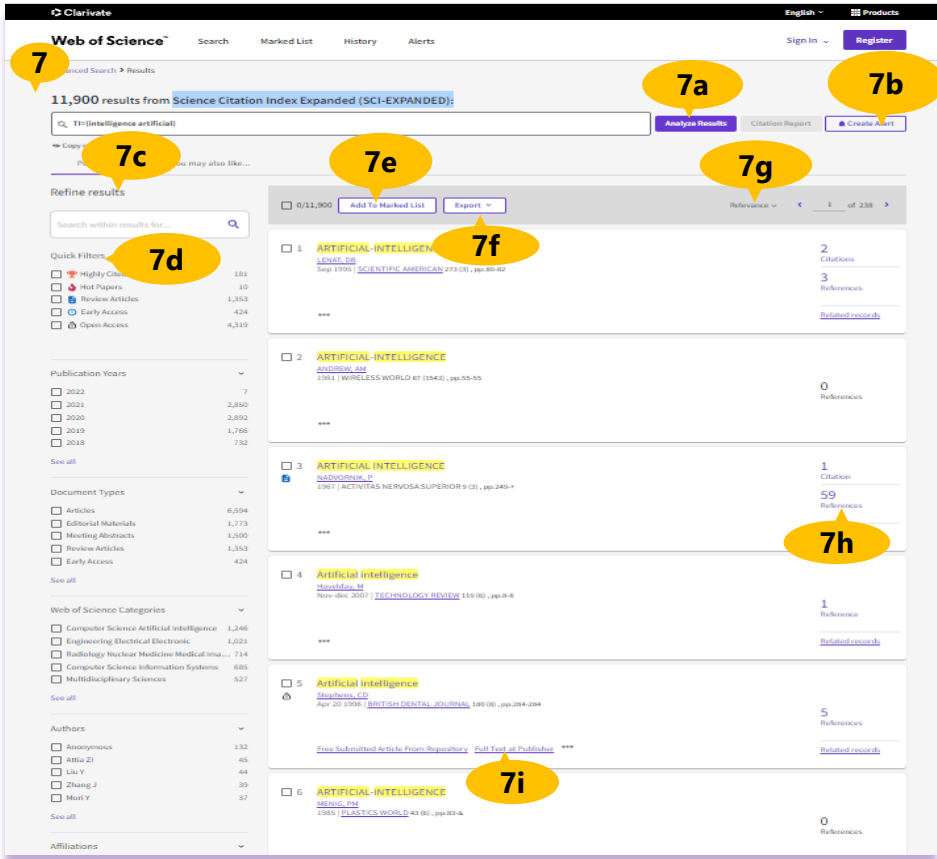 Clarivate
English
Products
Web of Science™
Search
Marked List
History
Alerts
Sign In
Register
7
Search > Results
7a
7b
11,900 results from Science Citation Index Expanded (SCI-EXPANDED):
TI=(intelligence artificial)
Analyze Results
Citation Report
Create Alert
Copy
7c
you may also like...
7e
7g
Refine results
0/11,900
Add To Marked List
Export
Relevance
1 of 238
Search within results for...
7f
Quick Filters
7d
Highly Cited
181
Hot Papers
10
Review Articles
1,353
Early Access
424
Open Access
4,319
Publication Years
2022
7
2021
2,850
2020
2,892
2019
1,766
2018
732
See all
Document Types
Articles
6,594
Editorial Materials
1,773
Meeting Abstracts
1,500
Review Articles
1,353
Early Access
424
See all
Web of Science Categories
Computer Science Artificial Intelligence 1,246
Engineering Electrical Electronic 1,021
Radiology Nuclear Medicine Medical Ima... 714
Computer Science Information Systems 685
Multidisciplinary Sciences 527
See all
Authors
Anonymous 132
Attia ZI 45
Liu Y 44
Zhang J 39
Mori Y 37
See all
Affiliations
1 ARTIFICIAL-INTELLIGENCE
LENAT, DB
Sep 1995 | SCIENTIFIC AMERICAN 273 (3) , pp.80-82
2
Citations
3
References
Related records
2 ARTIFICIAL-INTELLIGENCE
ANDREW, AM
1981 | WIRELESS WORLD 87 (1543) , pp.55-55
0
References
3 ARTIFICIAL INTELLIGENCE
NADVORNIK, P
1967 | ACTIVITAS NERVOSA SUPERIOR 9 (3) , pp.249-+
1
Citation
59
References
7h
4 Artificial intelligence
Havelday, M
Nov-dec 2007 | TECHNOLOGY REVIEW 110 (6) , pp.8-8
1
Reference
Related records
5 Artificial intelligence
Stephens, CD
Apr 20 1996 | BRITISH DENTAL JOURNAL 180 (8) , pp.284-284
Free Submitted Article From Repository Full Text at Publisher
5
References
Related records
7i
6 ARTIFICIAL-INTELLIGENCE
MENIG, PM
1985 | PLASTICS WORLD 43 (6) , pp.83-&
0
References